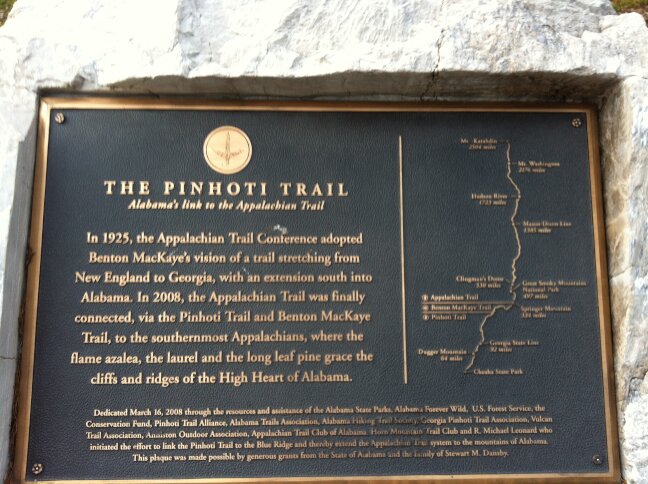 THE PINHOTI TRAIL
Alabama's link to the Appalachian Trail
In 1925, the Appalachian Trail Conference adopted
Benton MacKaye's vision of a trail stretching from
New England to Georgia, with an extension south into
Alabama. In 2008, the Appalachian Trail was finally
connected, via the Pinhoti Trail and Benton MacKaye
Trail, to the southernmost Appalachians, where the
flame azalea, the laurel and the long leaf pine grace the
cliffs and ridges of the High Heart of Alabama.
Mt. Katahdin
Mt. Washington
Hudson River
Mason-Dixon Line
Clingman's Dome
530 miles
Great Smoky Mountains
National Park
497 miles
Appalachian Trail
Benton MacKaye Trail
Pinhoti Trail
Springer Mountain
334 miles
Georgia State Line
92 miles
Dugger Mountain
64 miles
Cheaha State Park
Dedicated March 16, 2008 through the resources and assistance of the Alabama State Parks, Alabama Forever Wild, U.S. Forest Service, the
Conservation Fund, Pinhoti Trail Alliance, Alabama Trails Association, Alabama Hiking Trail Society, Georgia Pinhoti Trail Association, Vulcan
Trail Association, Anniston Outdoor Association, Appalachian Trail Club of Alabama, Horn Mountain Trail Club and R. Michael Leonard who
initiated the effort to link the Pinhoti Trail to the Blue Ridge and thereby extend the Appalachian Trail system to the mountains of Alabama.
This plaque was made possible by generous grants from the State of Alabama and the family of Stewart M. Dansby.